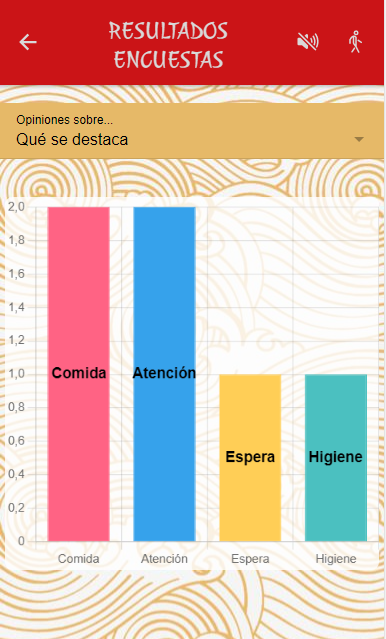 RESULTADOS
ENCUESTAS
Opiniones sobre...
Qué se destaca
2,0
1,8
1,6
1,4
1,2
1,0
0,8
0,6
0,4
0,2
0
Comida
Atención
Espera
Higiene
Comida Atención Espera Higiene